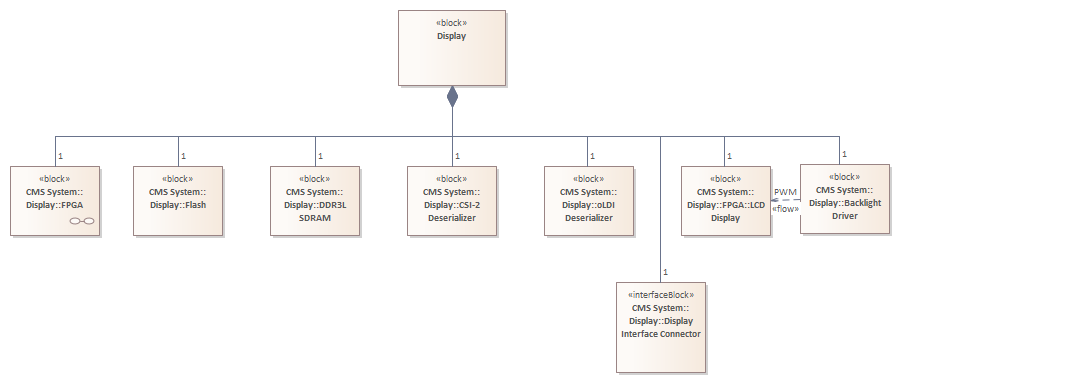 «block»
Display
1
1
1
1
1
1
1
«block»
CMS System::
Display::FPGA
«block»
CMS System::
Display::Flash
«block»
CMS System::
Display::DDR3L
SDRAM
«block»
CMS System::
Display::CSI-2
Deserializer
«block»
CMS System::
Display::oLDI
Deserializer
«block»
CMS System::
Display::FPGA::LCD
Display
PWM
«flow»
«block»
CMS System::
Display::Backlight
Driver
1
«interfaceBlock»
CMS System::
Display::Display
Interface Connector